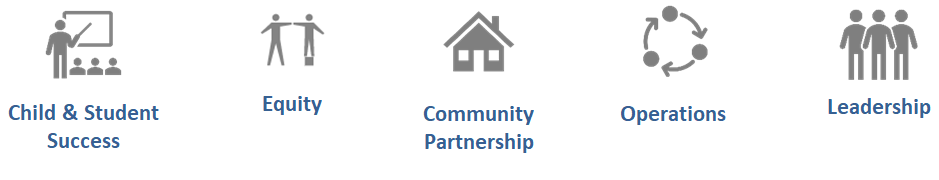 Child & Student
Success
Equity
Community
Partnership
Operations
Leadership